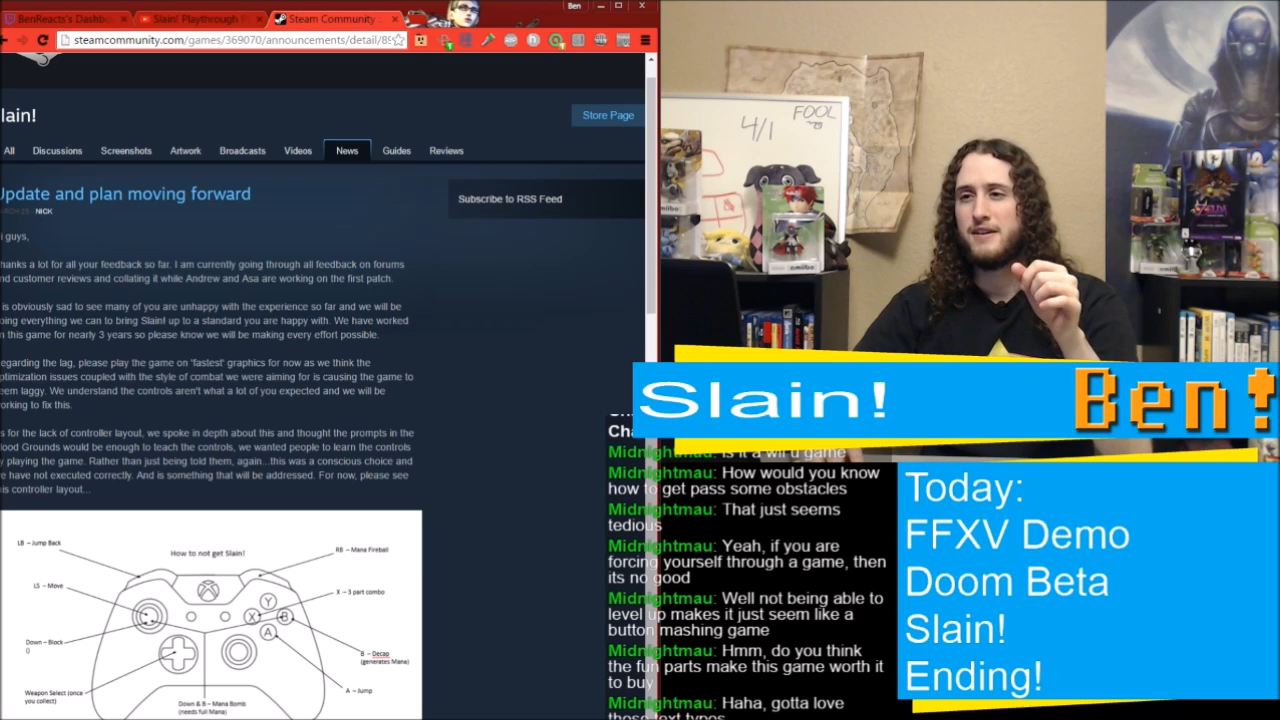 BenReacts's Dashbo
Slain! Playthrough P
Steam Community :
Ben
steamcommunity.com/games/369070/announcements/detail/89
lain!
Store Page
All
Discussions
Screenshots
Artwork
Broadcasts
Videos
News
Guides
Reviews
Update and plan moving forward
NICK
Subscribe to RSS Feed
i guys,
hanks a lot for all your feedback so far. I am currently going through all feedback on forums
nd customer reviews and collating it while Andrew and Asa are working on the first patch.
is obviously sad to see many of you are unhappy with the experience so far and we will be
oing everything we can to bring Slain! up to a standard you are happy with. We have worked
n this game for nearly 3 years so please know we will be making every effort possible.
egarding the lag, please play the game on 'fastest' graphics for now as we think the
ptimization issues coupled with the style of combat we were aiming for is causing the game to
eem laggy. We understand the controls aren't what a lot of you expected and we will be
orking to fix this.
s for the lack of controller layout, we spoke in depth about this and thought the prompts in the
lood Grounds would be enough to teach the controls, we wanted people to learn the controls
y playing the game. Rather than just being told them, again...this was a conscious choice and
e have not executed correctly. And is something that will be addressed. For now, please see
is controller layout...
LB – Jump Back
How to not get Slain!
RB – Mana Fireball
LS – Move
X – 3 part combo
Y
X
B
A
Down – Block
()
B – Decap
(generates Mana)
Weapon Select (once
you collect)
A – Jump
Down & B – Mana Bomb
(needs full Mana)
4/1
FOOL
amiibo
ZELDA
Slain!
Ben!
Cha
Midnightmau: Is it a wii u game
Midnightmau: How would you know
how to get pass some obstacles
Midnightmau: That just seems
tedious
Midnightmau: Yeah, if you are
forcing yourself through a game, then
its no good
Midnightmau: Well not being able to
level up makes it just seem like a
button mashing game
Midnightmau: Hmm, do you think
the fun parts make this game worth it
to buy
Midnightmau: Haha, gotta love
those text types
Today:
FFXV Demo
Doom Beta
Slain!
Ending!